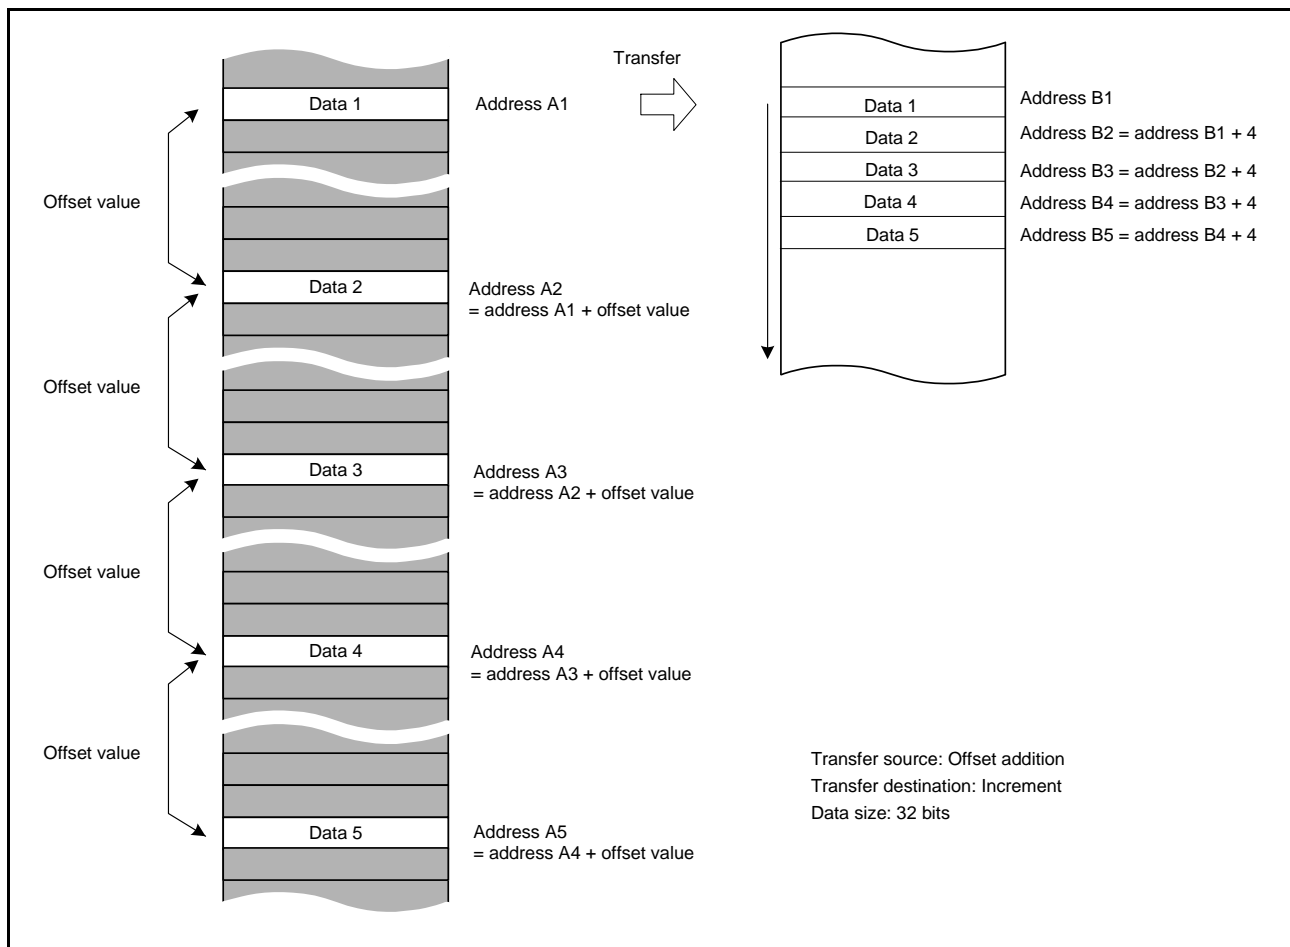 Transfer
Data 1
Address A1
Offset value
Data 2
Address A2
= address A1 + offset value
Offset value
Data 3
Address A3
= address A2 + offset value
Offset value
Data 4
Address A4
= address A3 + offset value
Offset value
Data 5
Address A5
= address A4 + offset value
Data 1
Address B1
Data 2
Address B2 = address B1 + 4
Data 3
Address B3 = address B2 + 4
Data 4
Address B4 = address B3 + 4
Data 5
Address B5 = address B4 + 4
Transfer source: Offset addition
Transfer destination: Increment
Data size: 32 bits